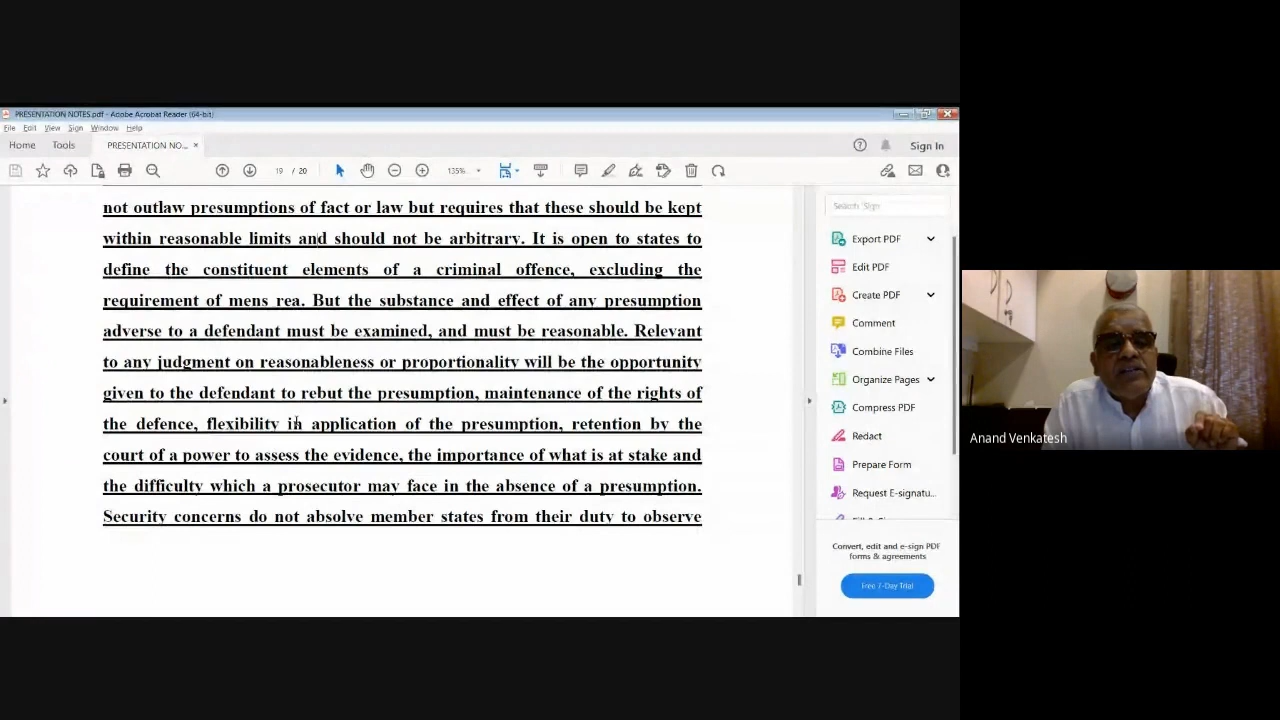 PRESENTATION NOTES.pdf - Adobe Acrobat Reader (64-bit)
File Edit View Sign Window Help
Home Tools PRESENTATION NO... × Sign In
19 / 20 135%
not outlaw presumptions of fact or law but requires that these should be kept
within reasonable limits and should not be arbitrary. It is open to states to
define the constituent elements of a criminal offence, excluding the
requirement of mens rea. But the substance and effect of any presumption
adverse to a defendant must be examined, and must be reasonable. Relevant
to any judgment on reasonableness or proportionality will be the opportunity
given to the defendant to rebut the presumption, maintenance of the rights of
the defence, flexibility in application of the presumption, retention by the
court of a power to assess the evidence, the importance of what is at stake and
the difficulty which a prosecutor may face in the absence of a presumption.
Security concerns do not absolve member states from their duty to observe
Search 'Sign'
Export PDF
Edit PDF
Create PDF
Comment
Combine Files
Organize Pages
Compress PDF
Redact
Prepare Form
Request E-signatu...
Convert, edit and e-sign PDF
forms & agreements
Free 7-Day Trial
Anand Venkatesh